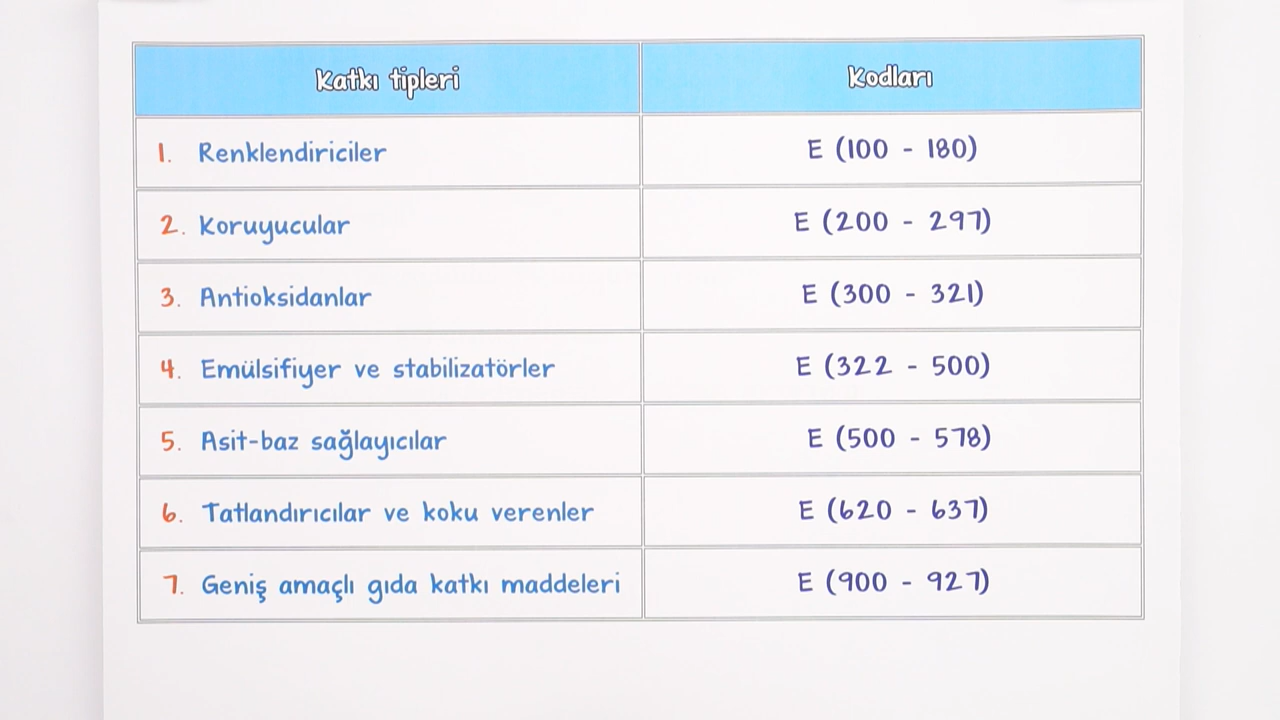 Katkı tipleri Kodları
1. Renklendiriciler E (100 - 180)
2. Koruyucular E (200 - 297)
3. Antioksidanlar E (300 - 321)
4. Emülsifiyer ve stabilizatörler E (322 - 500)
5. Asit-baz sağlayıcılar E (500 - 578)
6. Tatlandırıcılar ve koku verenler E (620 - 637)
7. Geniş amaçlı gıda katkı maddeleri E (900 - 927)